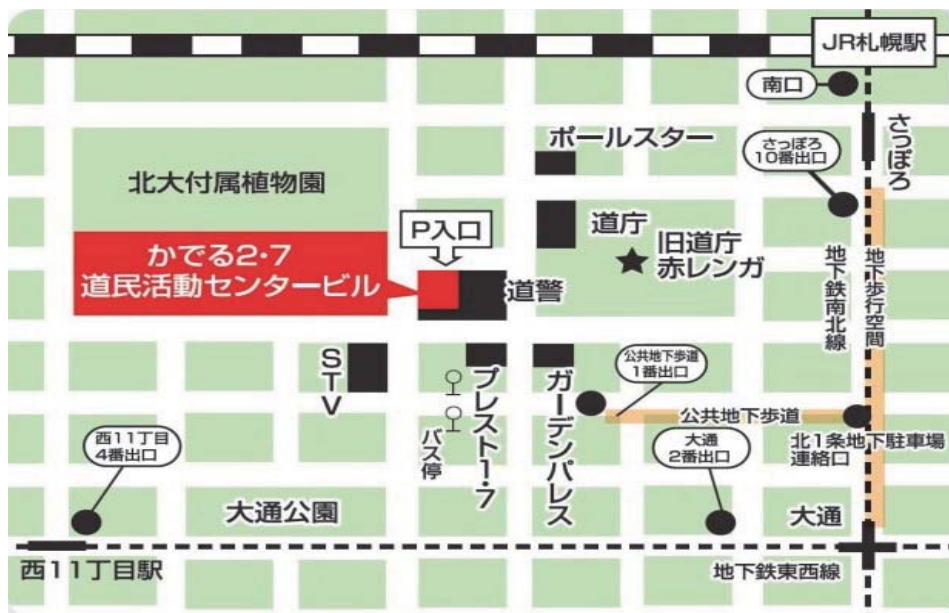 JR札幌駅
南口
さっぽろ
さっぽろ
10番出口
ポールスター
北大付属植物園
P入口
道庁
旧道庁
赤レンガ
かでる2・7
道民活動センタービル
道警
地下鉄南北線
地下歩行空間
STV
バス停
プレスト1・7
ガーデンパレス
公共地下歩道
1番出口
公共地下歩道
北1条地下駐車場
連絡口
西11丁目
4番出口
大通
2番出口
大通公園
大通
西11丁目駅
地下鉄東西線